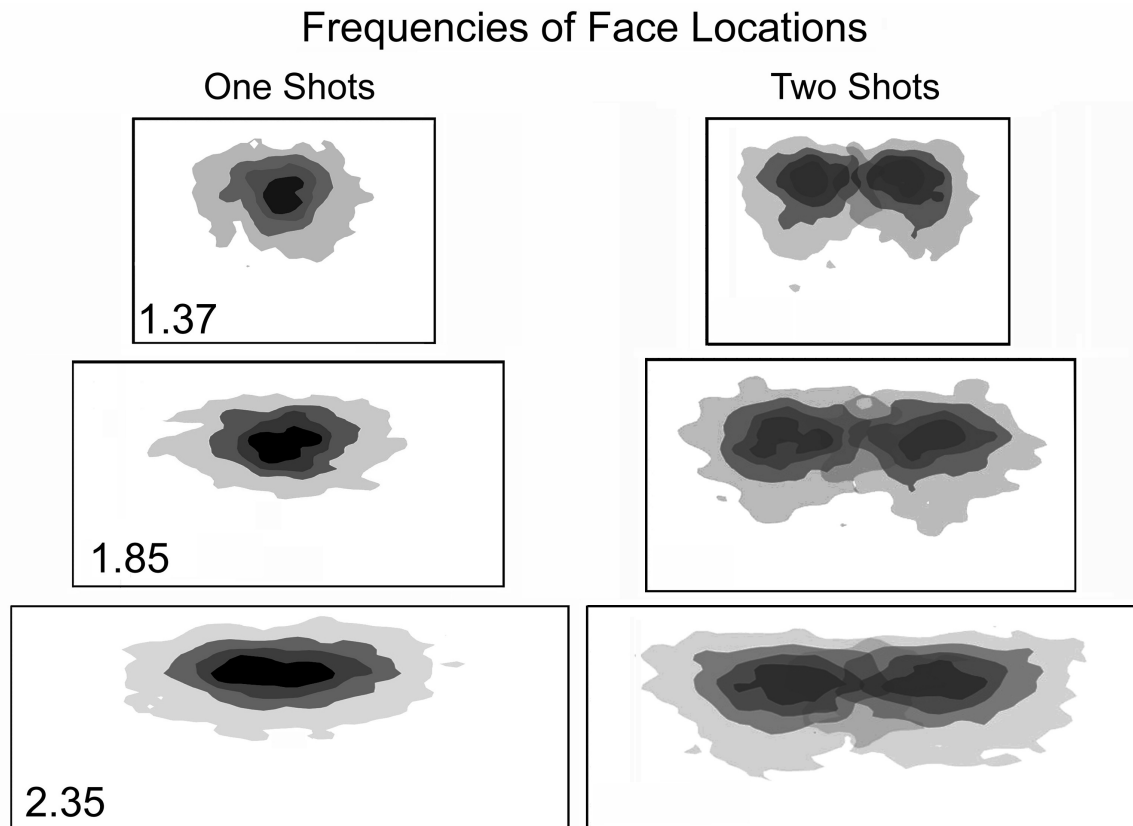 Frequencies of Face Locations
One Shots
Two Shots
1.37
1.85
2.35